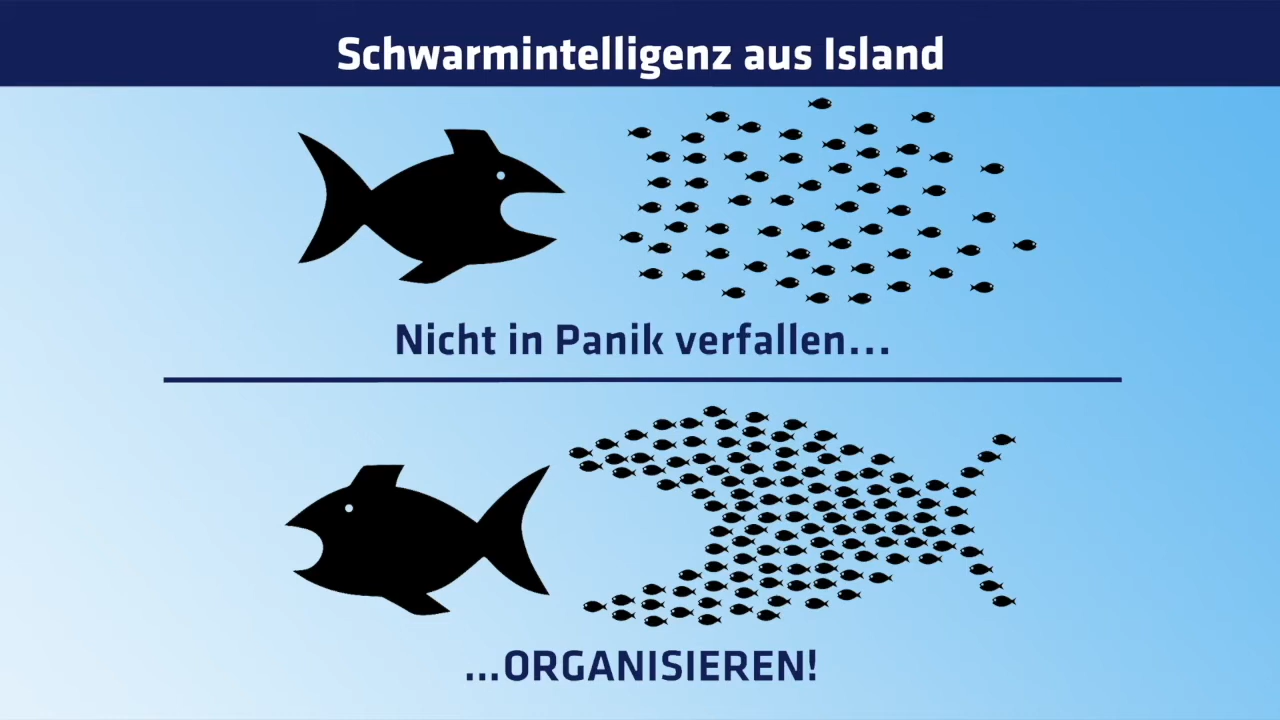 Schwarmintelligenz aus Island
Nicht in Panik verfallen...
...ORGANISIEREN!